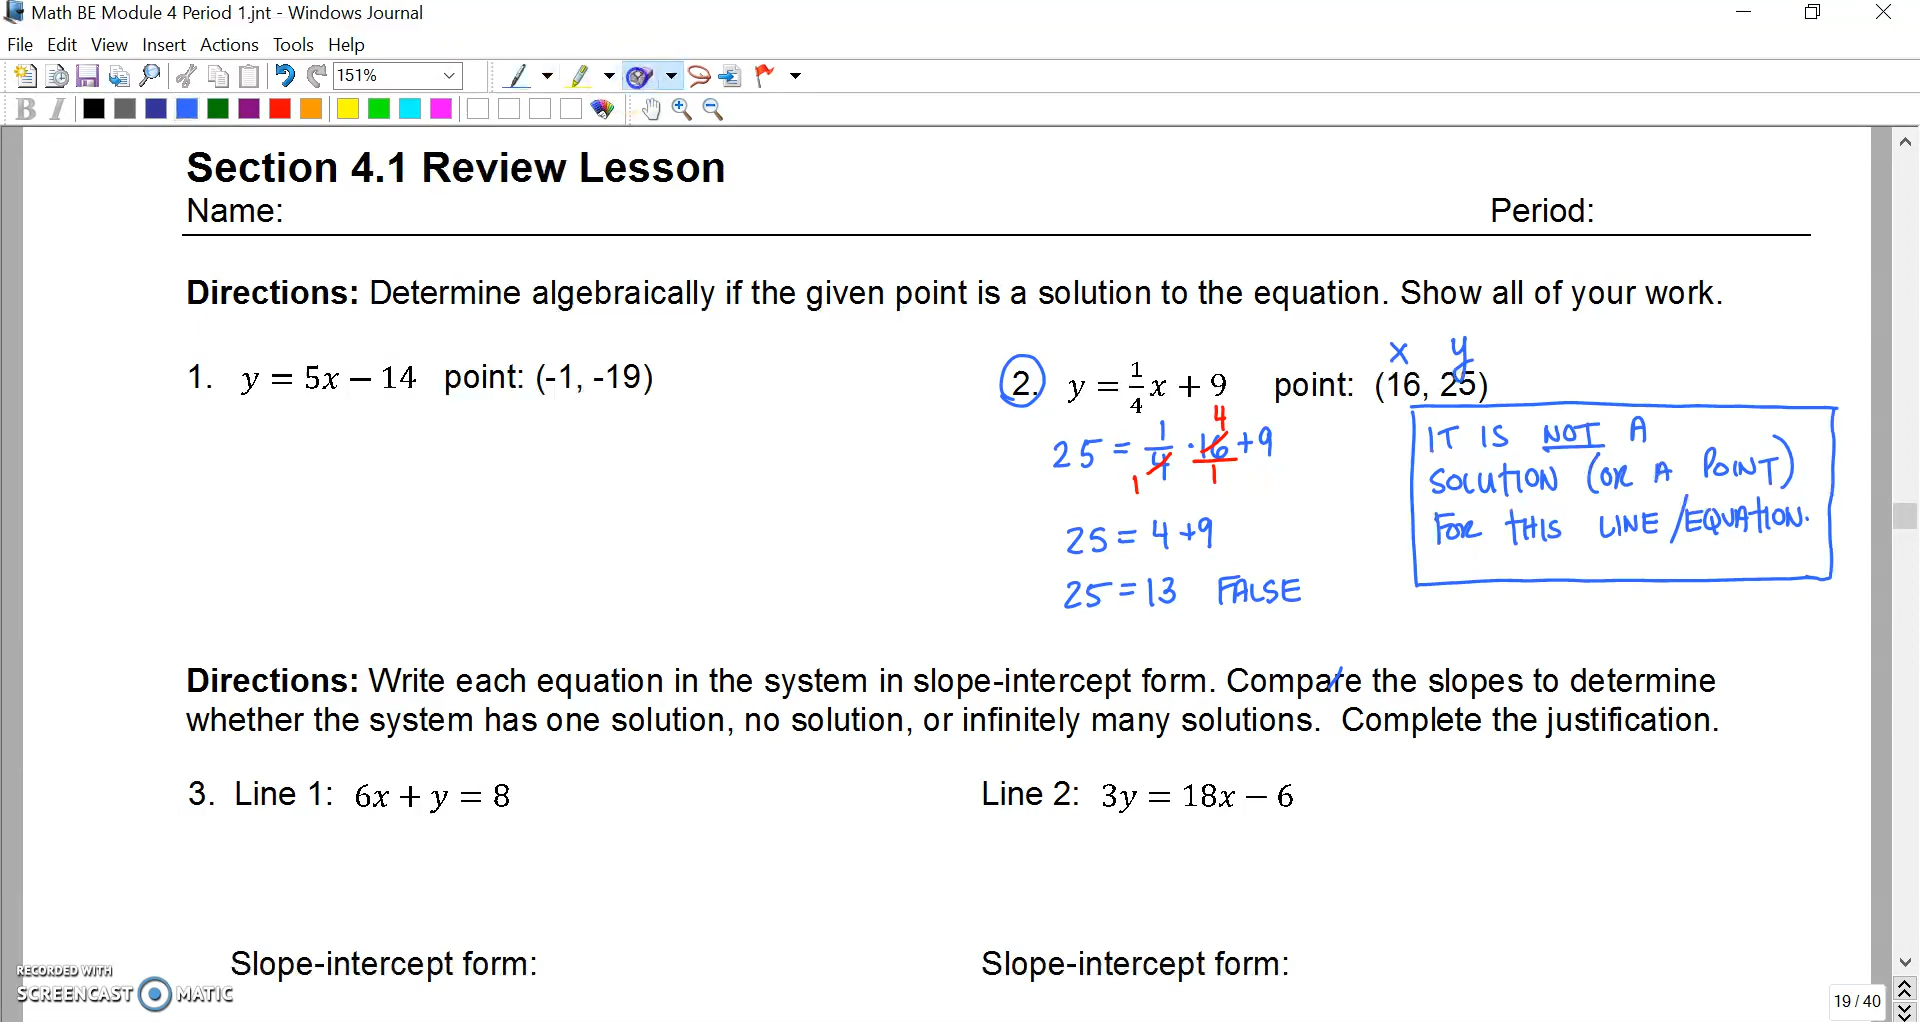 Math BE Module 4 Period 1.jnt - Windows Journal
File Edit View Insert Actions Tools Help
151%
B I
Section 4.1 Review Lesson
Name: Period:
Directions: Determine algebraically if the given point is a solution to the equation. Show all of your work.
1. y = 5x − 14 point: (-1, -19)
x y
2. y = 1/4 x + 9 point: (16, 25)
4
25 = 1/4 · 16/1 + 9
1
25 = 4 + 9
25 = 13 FALSE
IT IS NOT A
SOLUTION (OR A POINT)
FOR THIS LINE/EQUATION.
Directions: Write each equation in the system in slope-intercept form. Compare the slopes to determine
whether the system has one solution, no solution, or infinitely many solutions. Complete the justification.
3. Line 1: 6x + y = 8 Line 2: 3y = 18x − 6
Slope-intercept form: Slope-intercept form:
RECORDED WITH
SCREENCAST MATIC
19 / 40